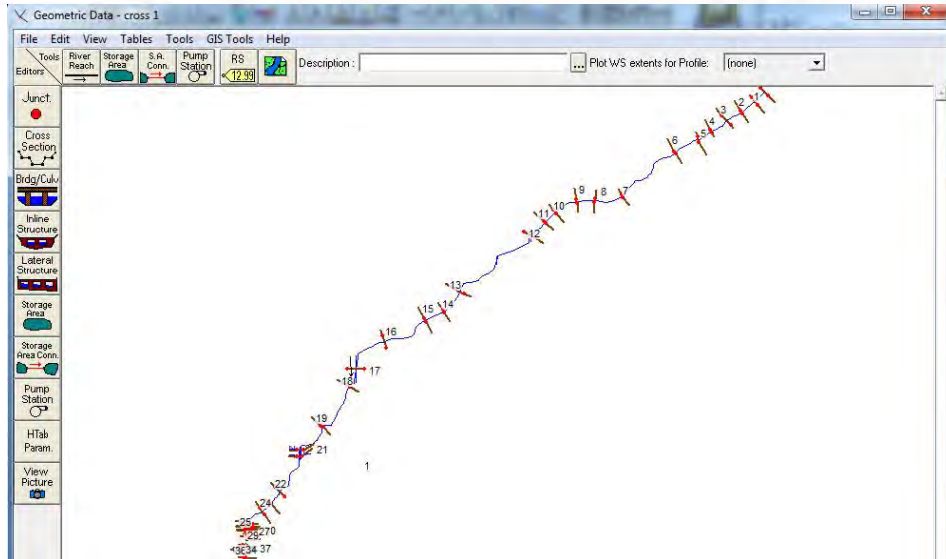 Geometric Data - cross 1
File Edit View Tables Tools GIS Tools Help
Tools
Editors
River
Reach
Storage
Area
S.A.
Conn.
Pump
Station
RS
12.99
Description :
...
Plot WS extents for Profile:
(none)
Junct.
Cross
Section
Brdg/Culv
Inline
Structure
Lateral
Structure
Storage
Area
Storage
Area Conn.
Pump
Station
HTab
Param.
View
Picture
1
2
3
4
5
6
7
8
9
10
11
12
13
14
15
16
17
18
19
21
1
22
24
25
37